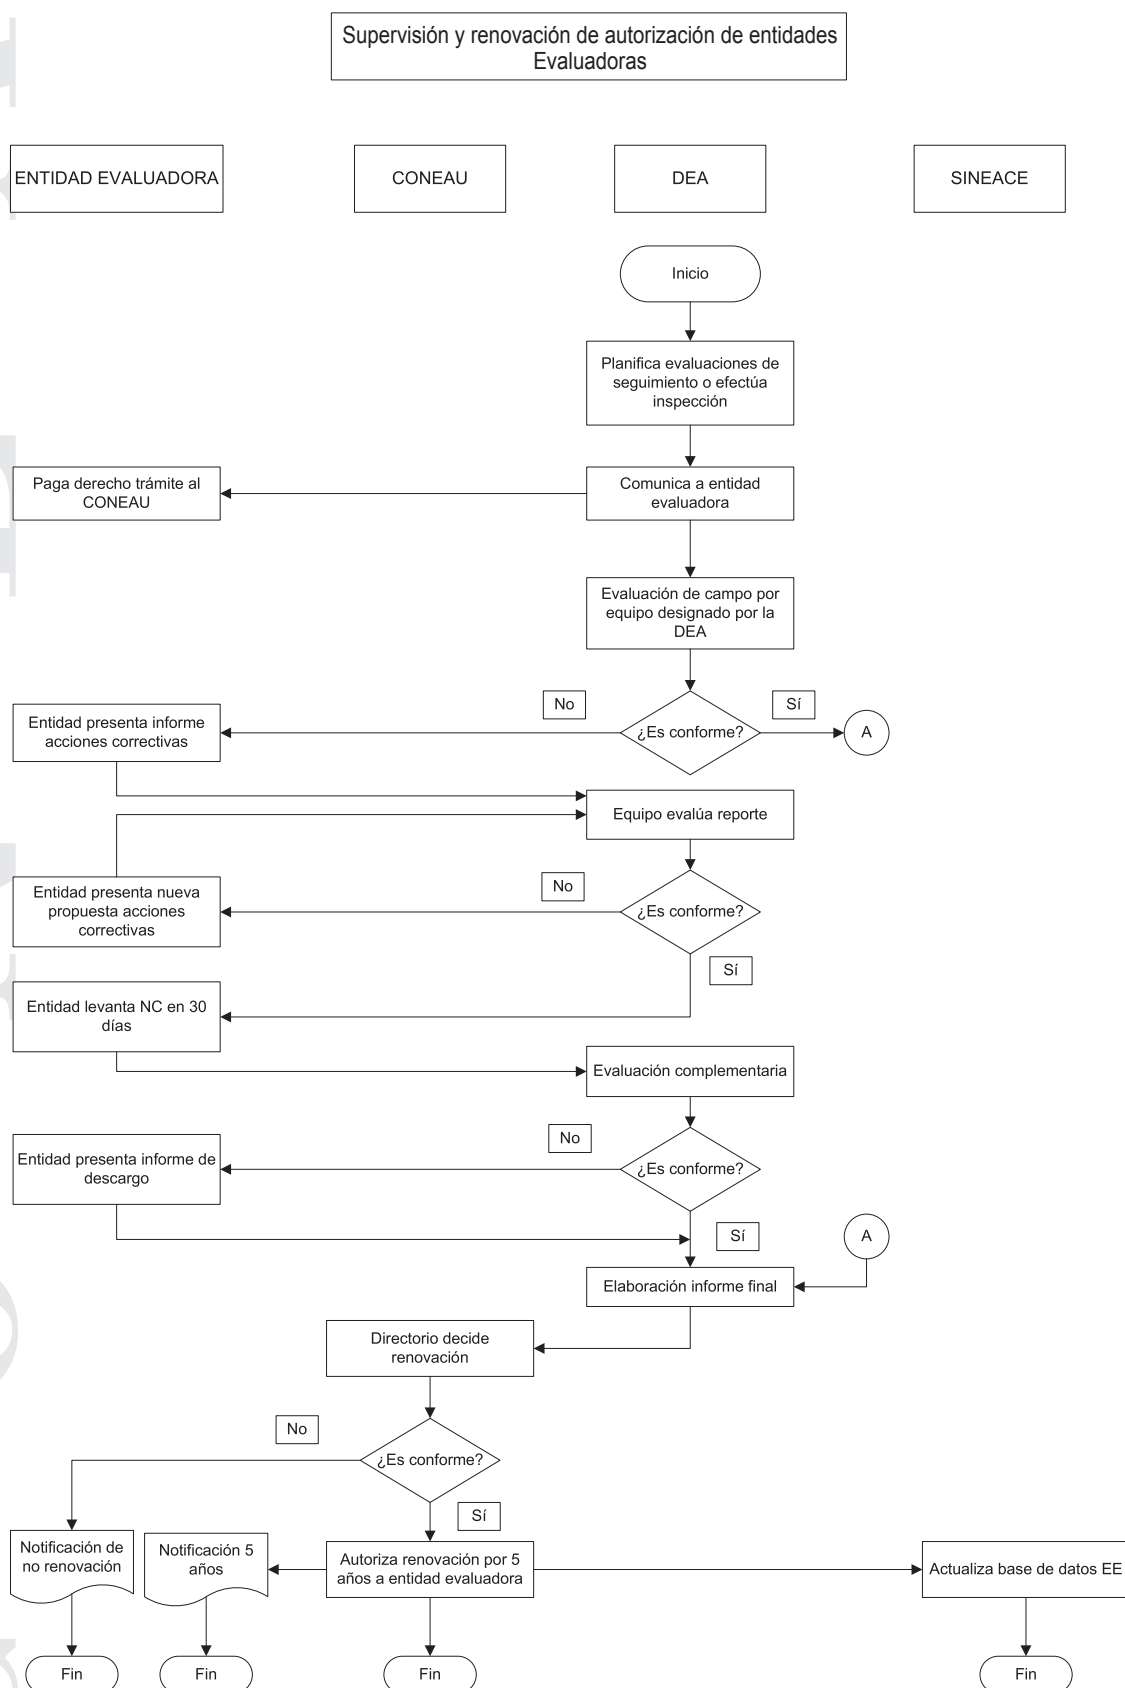 Supervisión y renovación de autorización de entidades
Evaluadoras
ENTIDAD EVALUADORA
CONEAU
DEA
SINEACE
Inicio
Planifica evaluaciones de
seguimiento o efectúa
inspección
Paga derecho trámite al
CONEAU
Comunica a entidad
evaluadora
Evaluación de campo por
equipo designado por la
DEA
No
Sí
Entidad presenta informe
acciones correctivas
¿Es conforme?
A
Equipo evalúa reporte
No
Entidad presenta nueva
propuesta acciones
correctivas
¿Es conforme?
Sí
Entidad levanta NC en 30
días
Evaluación complementaria
No
Entidad presenta informe de
descargo
¿Es conforme?
Sí
A
Elaboración informe final
Directorio decide
renovación
No
¿Es conforme?
Sí
Notificación de
no renovación
Notificación 5
años
Autoriza renovación por 5
años a entidad evaluadora
Actualiza base de datos EE
Fin
Fin
Fin
Fin